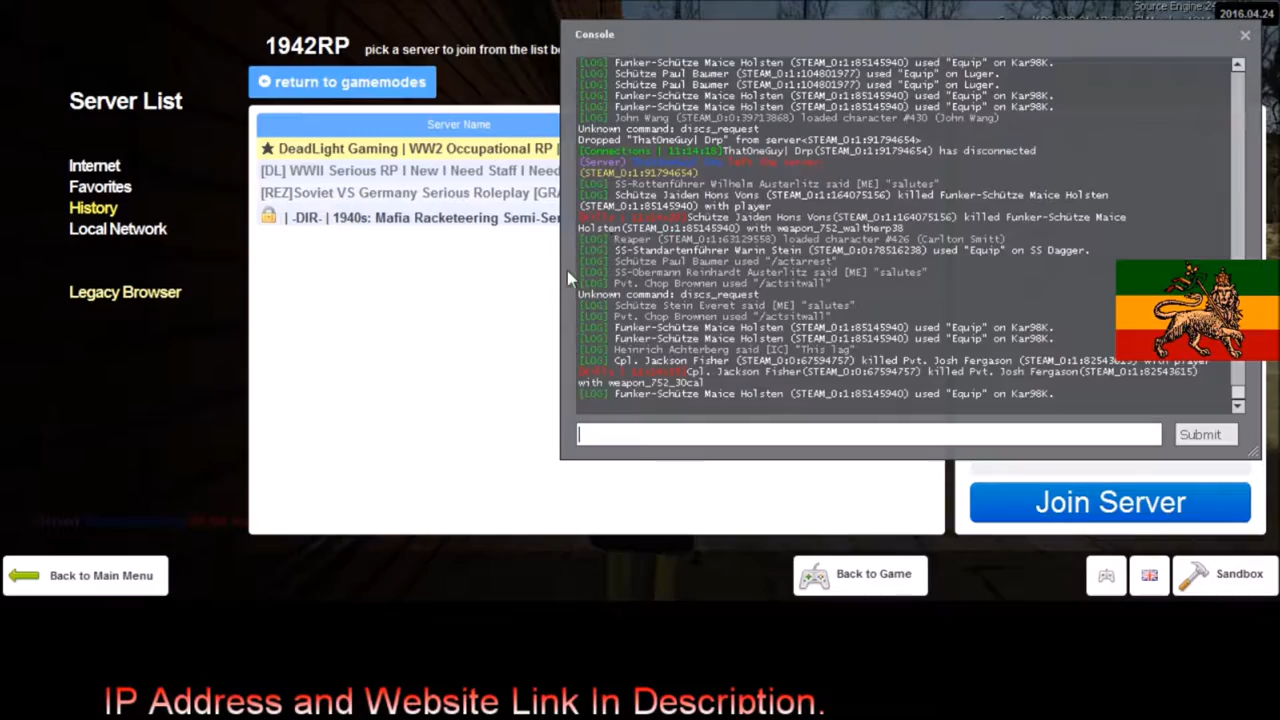 Source Engine 24
2016.04.24
Console
1942RP pick a server to join from the list be
return to gamemodes
Server List
Internet
Favorites
History
Local Network
Legacy Browser
Server Name
★ DeadLight Gaming | WW2 Occupational RP |
[DL] WWII Serious RP I New I Need Staff I Need
[REZ]Soviet VS Germany Serious Roleplay [GRA
| -DIR- | 1940s: Mafia Racketeering Semi-Ser
[LOG] Funker-Schütze Maice Holsten (STEAM_0:1:85145940) used "Equip" on Kar98K.
[LOG] Schütze Paul Baumer (STEAM_0:1:104801977) used "Equip" on Luger.
[LOG] Schütze Paul Baumer (STEAM_0:1:104801977) used "Equip" on Luger.
[LOG] Funker-Schütze Maice Holsten (STEAM_0:1:85145940) used "Equip" on Kar98K.
[LOG] Funker-Schütze Maice Holsten (STEAM_0:1:85145940) used "Equip" on Kar98K.
[LOG] John Wang (STEAM_0:0:39713868) loaded character #430 (John Wang)
Unknown command: discs_request
Dropped "ThatOneGuy| Drp" from server<STEAM_0:1:91794654>
[Connections | 11:14:18]ThatOneGuy| Drp(STEAM_0:1:91794654) has disconnected
(Server) ThatOneGuy| Drp left the server.
(STEAM_0:1:91794654)
[LOG] SS-Rottenführer Wilhelm Austerlitz said [ME] "salutes"
[LOG] Schütze Jaiden Hons Vons(STEAM_0:1:164075156) killed Funker-Schütze Maice Holsten
(STEAM_0:1:85145940) with player
Schütze Jaiden Hons Vons(STEAM_0:1:164075156) killed Funker-Schütze Maice
Holsten(STEAM_0:1:85145940) with weapon_752_waltherp38
[LOG] Reaper (STEAM_0:1:63129558) loaded character #426 (Carlton Smitt)
[LOG] SS-Standartenführer Warin Stein (STEAM_0:0:78516238) used "Equip" on SS Dagger.
[LOG] Schütze Paul Baumer used "/actarrest"
[LOG] SS-Obermann Reinhardt Austerlitz said [ME] "salutes"
[LOG] Pvt. Chop Brownen used "/actsitwall"
Unknown command: discs_request
[LOG] Schütze Stein Everet said [ME] "salutes"
[LOG] Pvt. Chop Brownen used "/actsitwall"
[LOG] Funker-Schütze Maice Holsten (STEAM_0:1:85145940) used "Equip" on Kar98K.
[LOG] Funker-Schütze Maice Holsten (STEAM_0:1:85145940) used "Equip" on Kar98K.
[LOG] Heinrich Achterberg said [IC] "This lag"
[LOG] Cpl. Jackson Fisher (STEAM_0:0:67594757) killed Pvt. Josh Fergason (STEAM_0:1:82543615) with player
Cpl. Jackson Fisher(STEAM_0:0:67594757) killed Pvt. Josh Fergason(STEAM_0:1:82543615)
with weapon_752_30cal
[LOG] Funker-Schütze Maice Holsten (STEAM_0:1:85145940) used "Equip" on Kar98K.
Submit
Join Server
Back to Main Menu
Back to Game
Sandbox
IP Address and Website Link In Description.